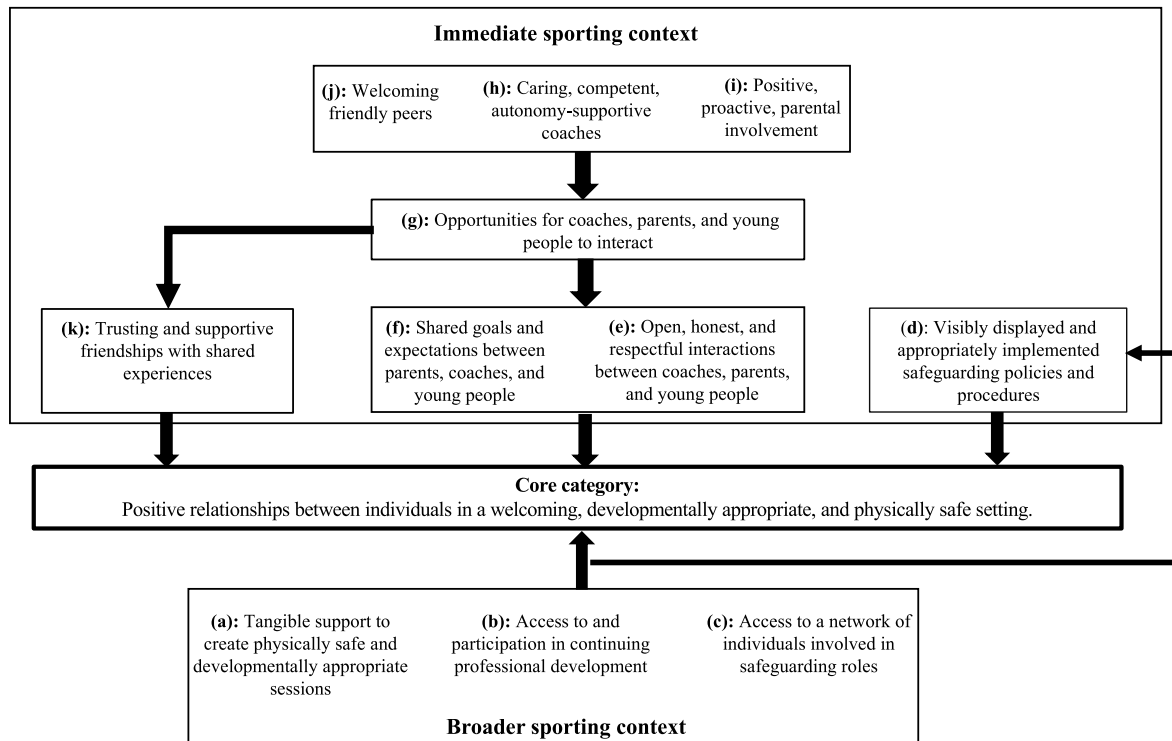 Immediate sporting context
(j): Welcoming
friendly peers
(h): Caring, competent,
autonomy-supportive
coaches
(i): Positive,
proactive, parental
involvement
(g): Opportunities for coaches, parents, and young
people to interact
(k): Trusting and supportive
friendships with shared
experiences
(f): Shared goals and
expectations between
parents, coaches, and
young people
(e): Open, honest, and
respectful interactions
between coaches, parents,
and young people
(d): Visibly displayed and
appropriately implemented
safeguarding policies and
procedures
Core category:
Positive relationships between individuals in a welcoming, developmentally appropriate, and physically safe setting.
(a): Tangible support to
create physically safe and
developmentally appropriate
sessions
(b): Access to and
participation in continuing
professional development
(c): Access to a network of
individuals involved in
safeguarding roles
Broader sporting context